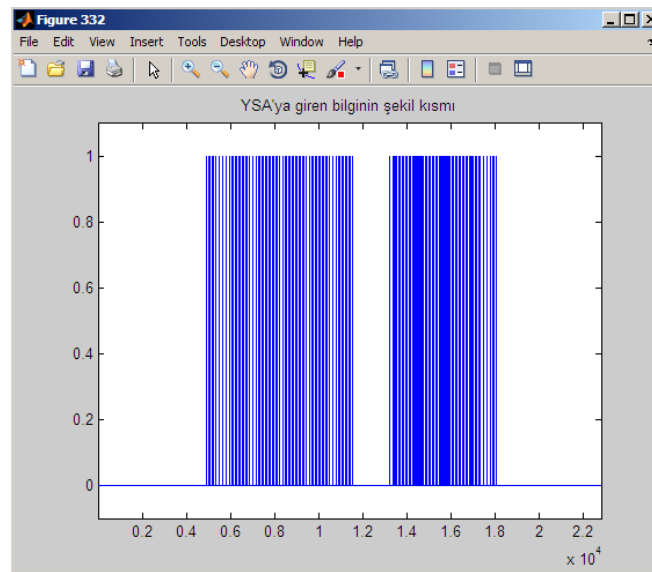 Figure 332
File Edit View Insert Tools Desktop Window Help
YSA'ya giren bilginin şekil kısmı
1
0.8
0.6
0.4
0.2
0
0.2 0.4 0.6 0.8 1 1.2 1.4 1.6 1.8 2 2.2
x 10^4